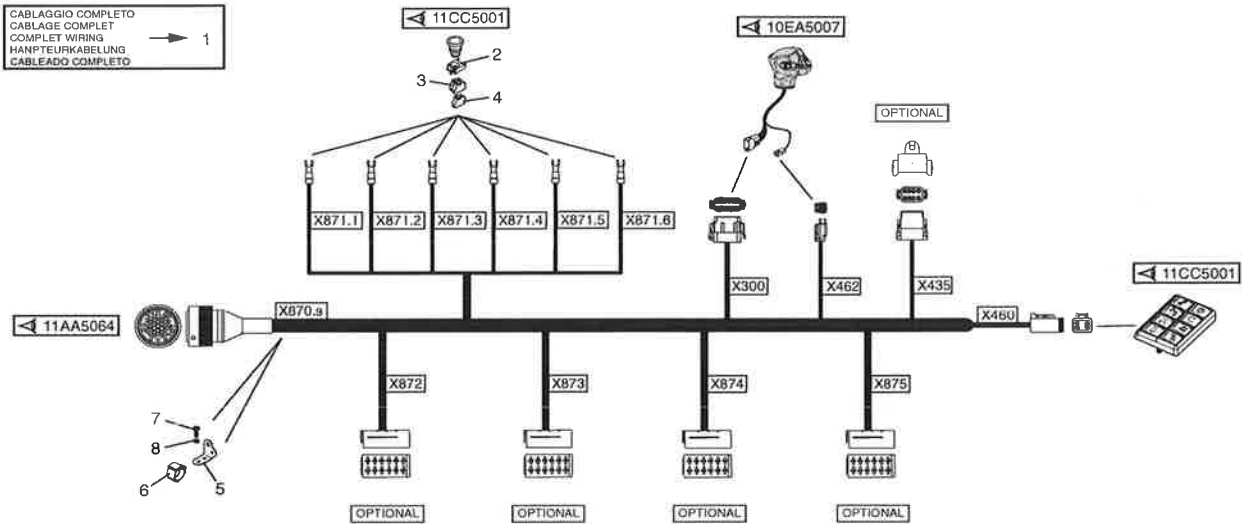 CABLAGGIO COMPLETO
CABLAGE COMPLET
COMPLET WIRING
HANPTEURKABELUNG
CABLEADO COMPLETO
1
11CC5001
2
3
4
10EA5007
OPTIONAL
X871.1
X871.2
X871.3
X871.4
X871.5
X871.6
X300
X462
X435
11CC5001
11AA5064
X870.9
X460
X872
X873
X874
X875
7
8
6
5
OPTIONAL
OPTIONAL
OPTIONAL
OPTIONAL